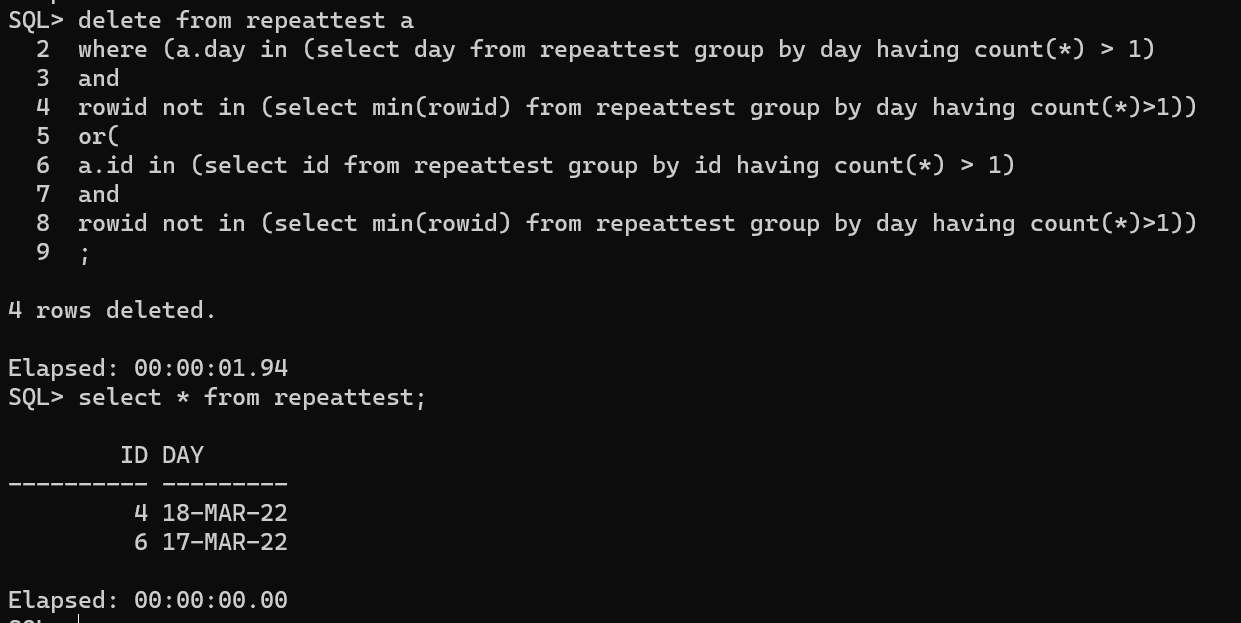 SQL> delete from repeattest a
2 where (a.day in (select day from repeattest group by day having count(*) > 1)
3 and
4 rowid not in (select min(rowid) from repeattest group by day having count(*)>1))
5 or(
6 a.id in (select id from repeattest group by id having count(*) > 1)
7 and
8 rowid not in (select min(rowid) from repeattest group by day having count(*)>1))
9 ;
4 rows deleted.
Elapsed: 00:00:01.94
SQL> select * from repeattest;
ID DAY
---------- ---------
4 18-MAR-22
6 17-MAR-22
Elapsed: 00:00:00.00